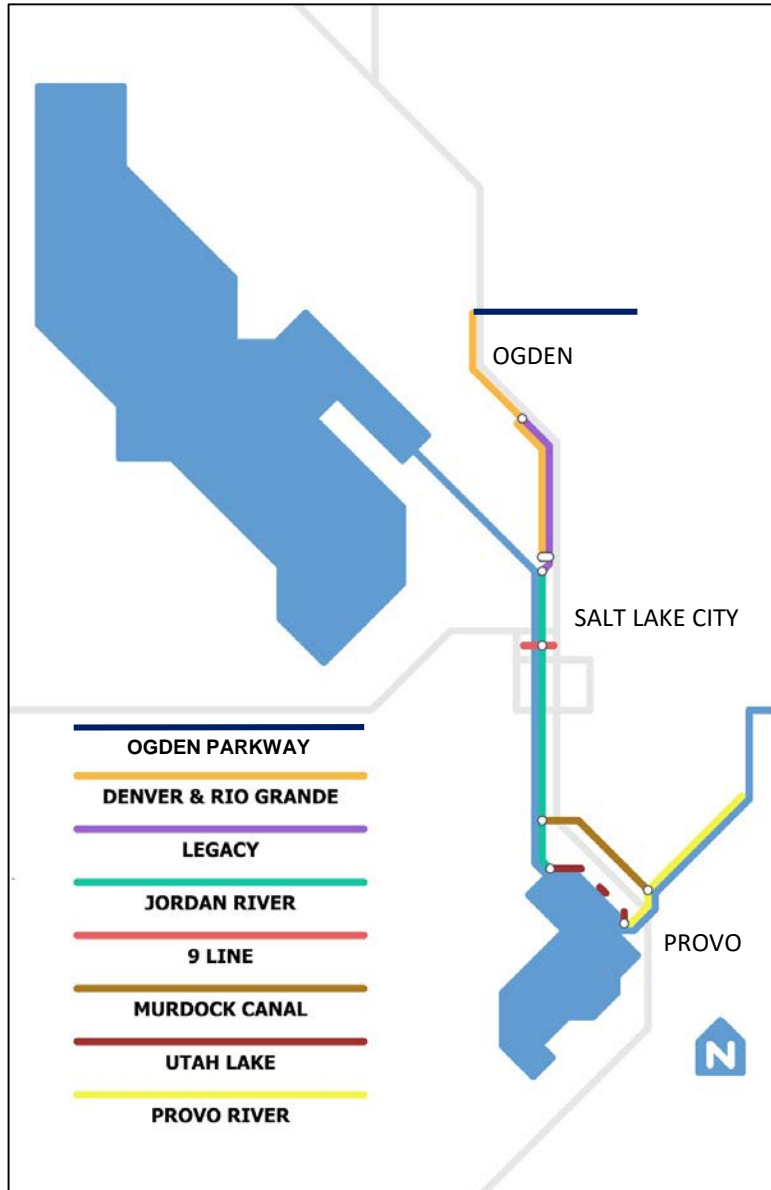 OGDEN
SALT LAKE CITY
OGDEN PARKWAY
DENVER & RIO GRANDE
LEGACY
JORDAN RIVER
9 LINE
PROVO
MURDOCK CANAL
UTAH LAKE
PROVO RIVER
N